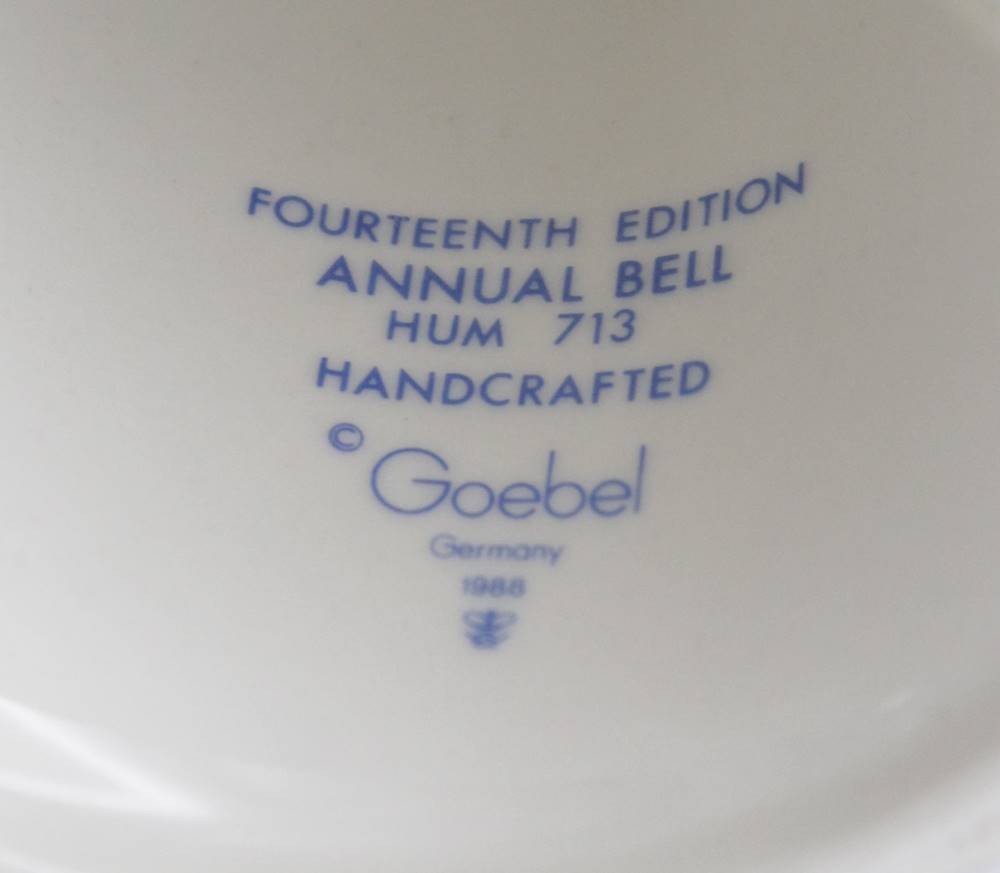 FOURTEENTH EDITION
ANNUAL BELL
HUM 713
HANDCRAFTED
© Goebel
Germany
1988